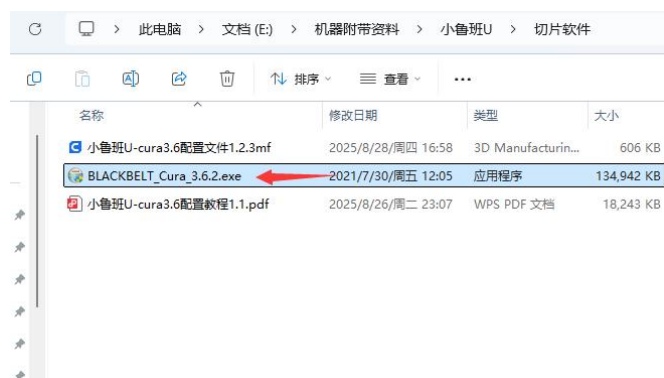 此电脑 > 文档 (E:) > 机器附带资料 > 小鲁班U > 切片软件
排序 查看 ...
名称 修改日期 类型 大小
小鲁班U-cura3.6配置文件1.2.3mf 2025/8/28/周四 16:58 3D Manufacturin... 606 KB
BLACKBELT_Cura_3.6.2.exe 2021/7/30/周五 12:05 应用程序 134,942 KB
小鲁班U-cura3.6配置教程1.1.pdf 2025/8/26/周二 23:07 WPS PDF 文档 18,243 KB